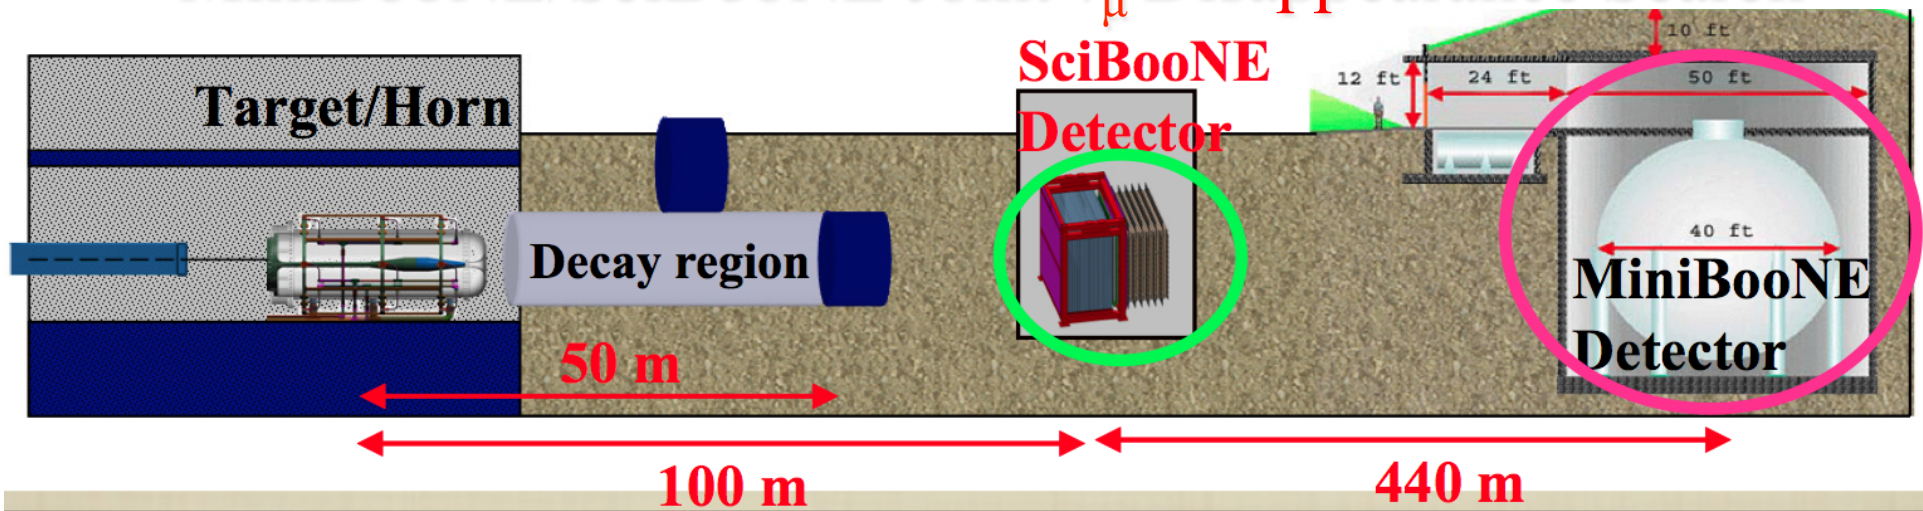 Target/Horn
SciBooNE
Detector
10 ft
12 ft
24 ft
50 ft
Decay region
40 ft
MiniBooNE
Detector
50 m
100 m
440 m